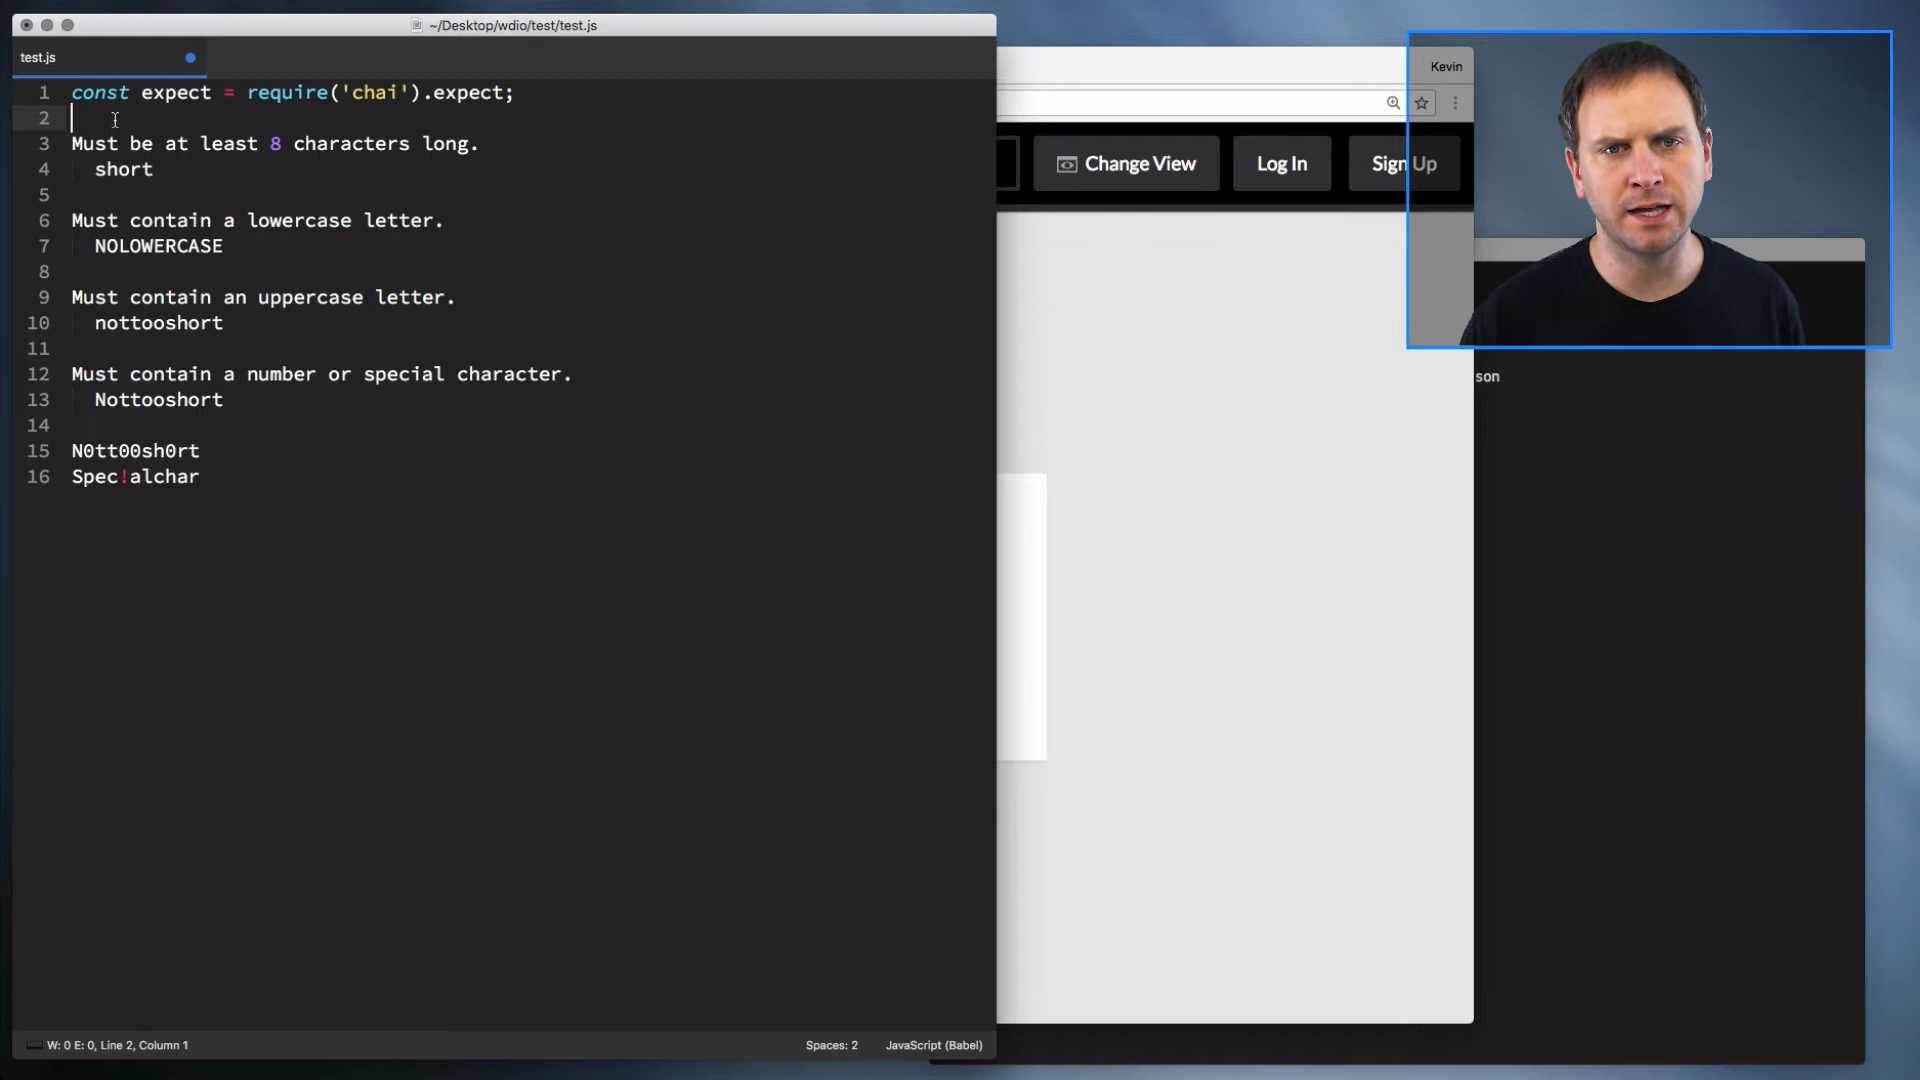 ~/Desktop/wdio/test/test.js
test.js
1 const expect = require('chai').expect;
2
3 Must be at least 8 characters long.
4 short
5
6 Must contain a lowercase letter.
7 NOLOWERCASE
8
9 Must contain an uppercase letter.
10 nottooshort
11
12 Must contain a number or special character.
13 Nottooshort
14
15 N0tt00sh0rt
16 Spec!alchar
W: 0 E: 0, Line 2, Column 1
Spaces: 2
JavaScript (Babel)
Kevin
Change View
Log In
Sign Up
son